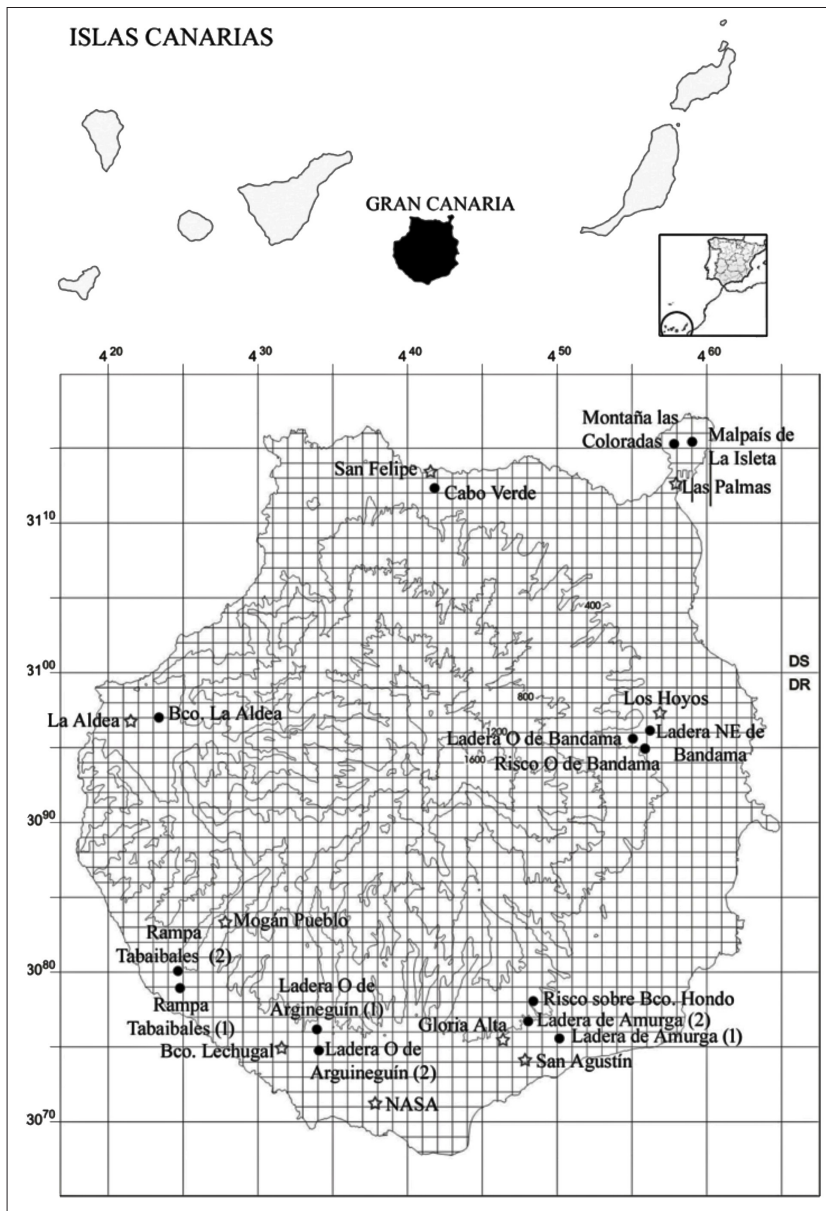 ISLAS CANARIAS
GRAN CANARIA
4 20
4 30
4 40
4 50
4 60
Montaña las
Coloradas
Malpaís de
La Isleta
San Felipe
Las Palmas
Cabo Verde
31 10
400
31 00
DS
DR
800
Los Hoyos
La Aldea
Bco. La Aldea
1200
Ladera O de Bandama
Ladera NE de
Bandama
1600
Risco O de Bandama
30 90
Mogán Pueblo
Rampa
Tabaibales (2)
30 80
Rampa
Tabaibales (1)
Ladera O de
Argineguín (1)
Risco sobre Bco. Hondo
Gloria Alta
Ladera de Amurga (2)
Ladera de Amurga (1)
Bco. Lechugal
Ladera O de
Arguineguín (2)
San Agustín
NASA
30 70